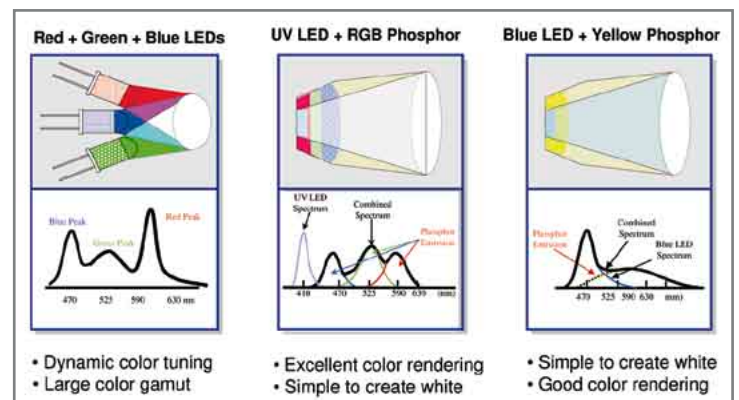 Red + Green + Blue LEDs
Blue Peak
Green Peak
Red Peak
470 525 590 630 nm
• Dynamic color tuning
• Large color gamut
UV LED + RGB Phosphor
UV LED
Spectrum
Combined
Spectrum
Phosphor
Emission
410 470 525 590 630 (nm)
• Excellent color rendering
• Simple to create white
Blue LED + Yellow Phosphor
Phosphor
Emission
Combined
Spectrum
Blue LED
Spectrum
470 525 590 630 nm)
• Simple to create white
• Good color rendering